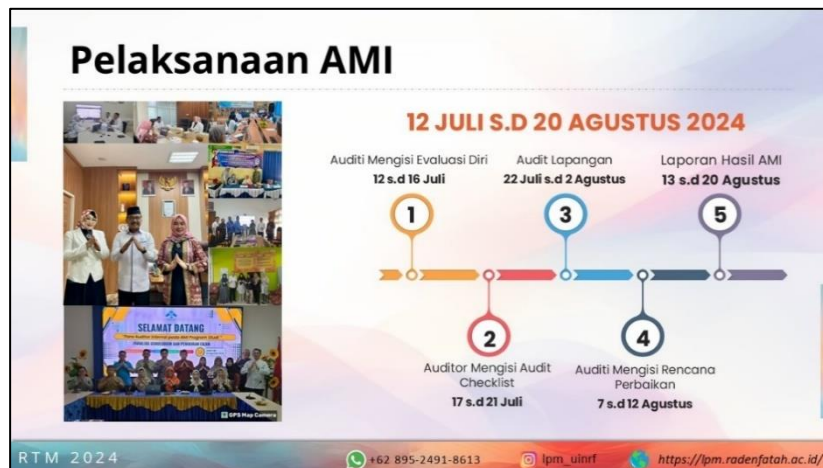 Pelaksanaan AMI
12 JULI S.D 20 AGUSTUS 2024
Auditi Mengisi Evaluasi Diri
12 s.d 16 Juli
1
Auditor Mengisi Audit
Checklist
17 s.d 21 Juli
2
Audit Lapangan
22 Juli s.d 2 Agustus
3
Auditi Mengisi Rencana
Perbaikan
7 s.d 12 Agustus
4
Laporan Hasil AMI
13 s.d 20 Agustus
5
SELAMAT DATANG
GPS Map Camera
RTM 2024
+62 895-2491-8613
lpm_uinrf
https://lpm.radenfatah.ac.id/